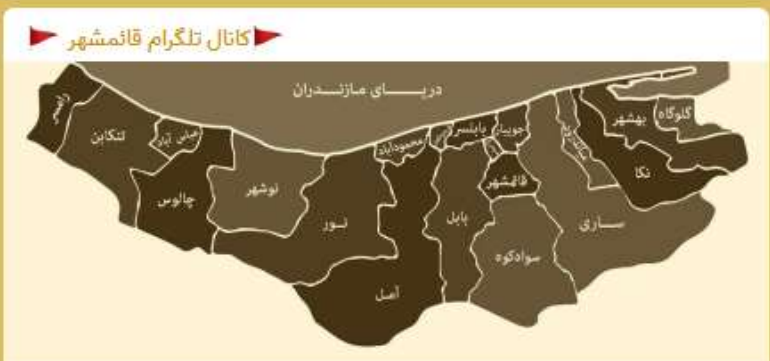 کانال تلگرام قائمشهر
دریای مازندران
رامسر
تنکابن
عباس آباد
چالوس
نوشهر
نور
محمودآباد
آمل
بابلسر
بابل
جویبار
قائمشهر
سوادکوه
ساری
میاندرود
نکا
بهشهر
گلوگاه